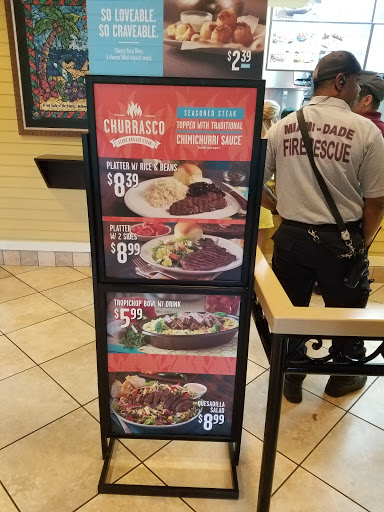 SO LOVEABLE.
SO CRAVEABLE.
$2.39
CHURRASCO
SEASONED STEAK
TOPPED WITH TRADITIONAL
CHIMICHURRI SAUCE
PLATTER W/ RICE & BEANS
$8.39
PLATTER
W/ 2 SIDES
$8.99
TROPICHOP BOWL W/ DRINK
$5.99
QUESADILLA
SALAD
$8.99
MIAMI-DADE
FIRE RESCUE